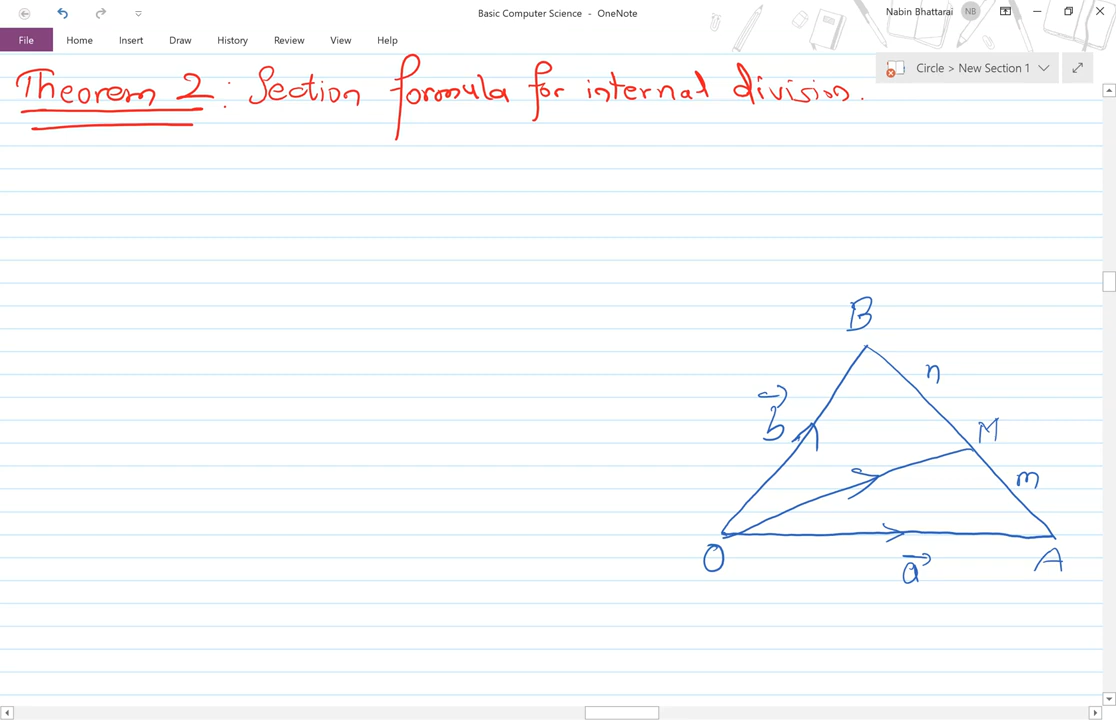 Basic Computer Science - OneNote
Nabin Bhattarai NB
File Home Insert Draw History Review View Help
Circle > New Section 1
Theorem 2 : Section formula for internal division.
B
n
b
M
m
O
a
A